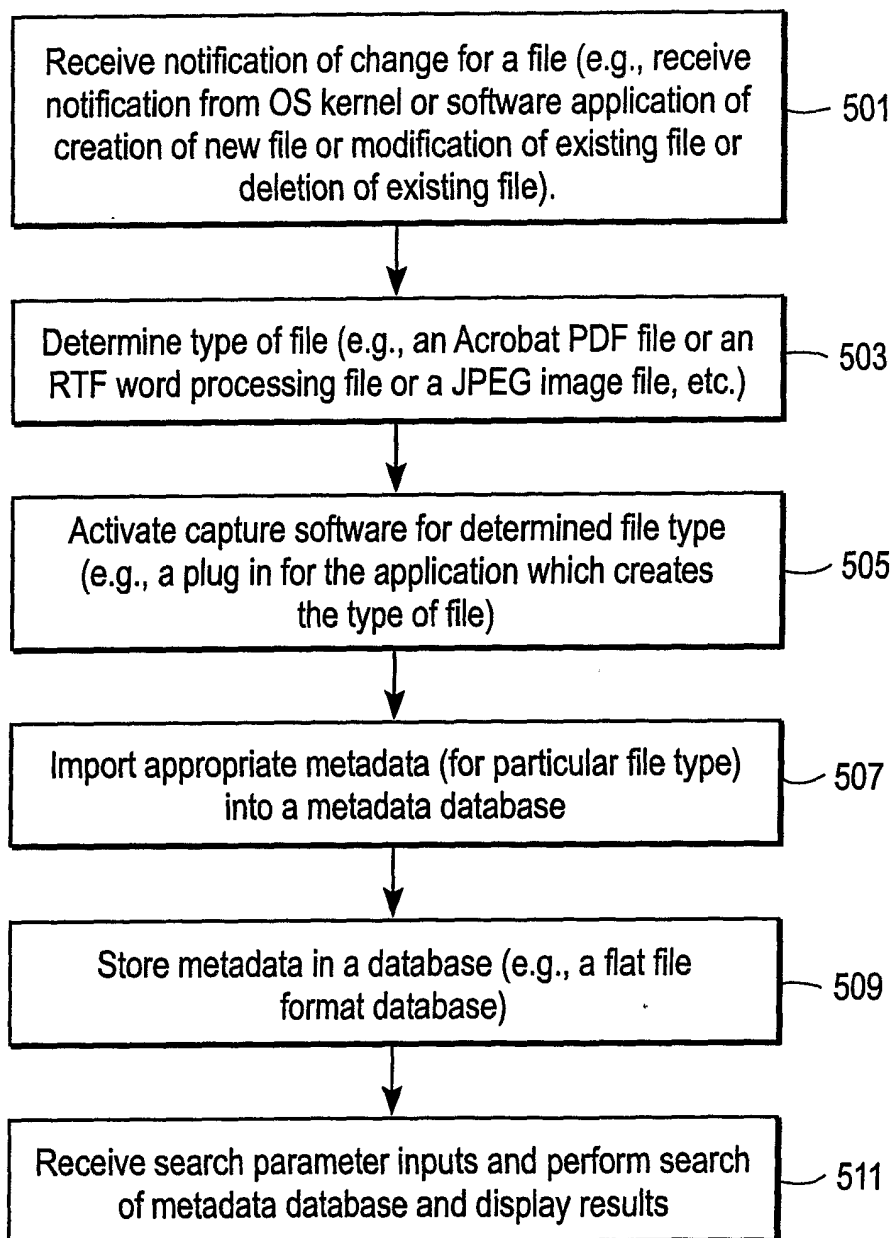 Receive notification of change for a file (e.g., receive
notification from OS kernel or software application of
creation of new file or modification of existing file or
deletion of existing file).
501
Determine type of file (e.g., an Acrobat PDF file or an
RTF word processing file or a JPEG image file, etc.)
503
Activate capture software for determined file type
(e.g., a plug in for the application which creates
the type of file)
505
Import appropriate metadata (for particular file type)
into a metadata database
507
Store metadata in a database (e.g., a flat file
format database)
509
Receive search parameter inputs and perform search
of metadata database and display results
511